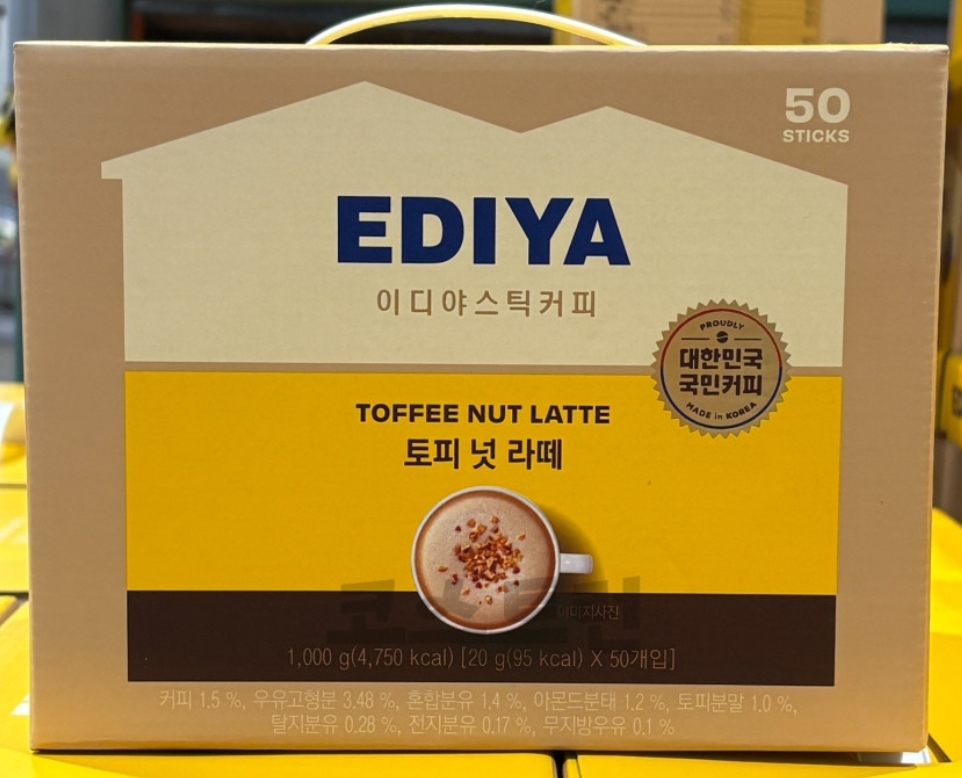 50
STICKS
EDIYA
이디야스틱커피
PROUDLY
대한민국
국민커피
MADE in KOREA
TOFFEE NUT LATTE
토피 넛 라떼
이미지사진
1,000 g(4,750 kcal) [20 g(95 kcal) X 50개입]
커피 1.5 %, 우유고형분 3.48 %, 혼합분유 1.4 %, 아몬드분태 1.2 %, 토피분말 1.0 %,
탈지분유 0.28 %, 전지분유 0.17 %, 무지방우유 0.1 %